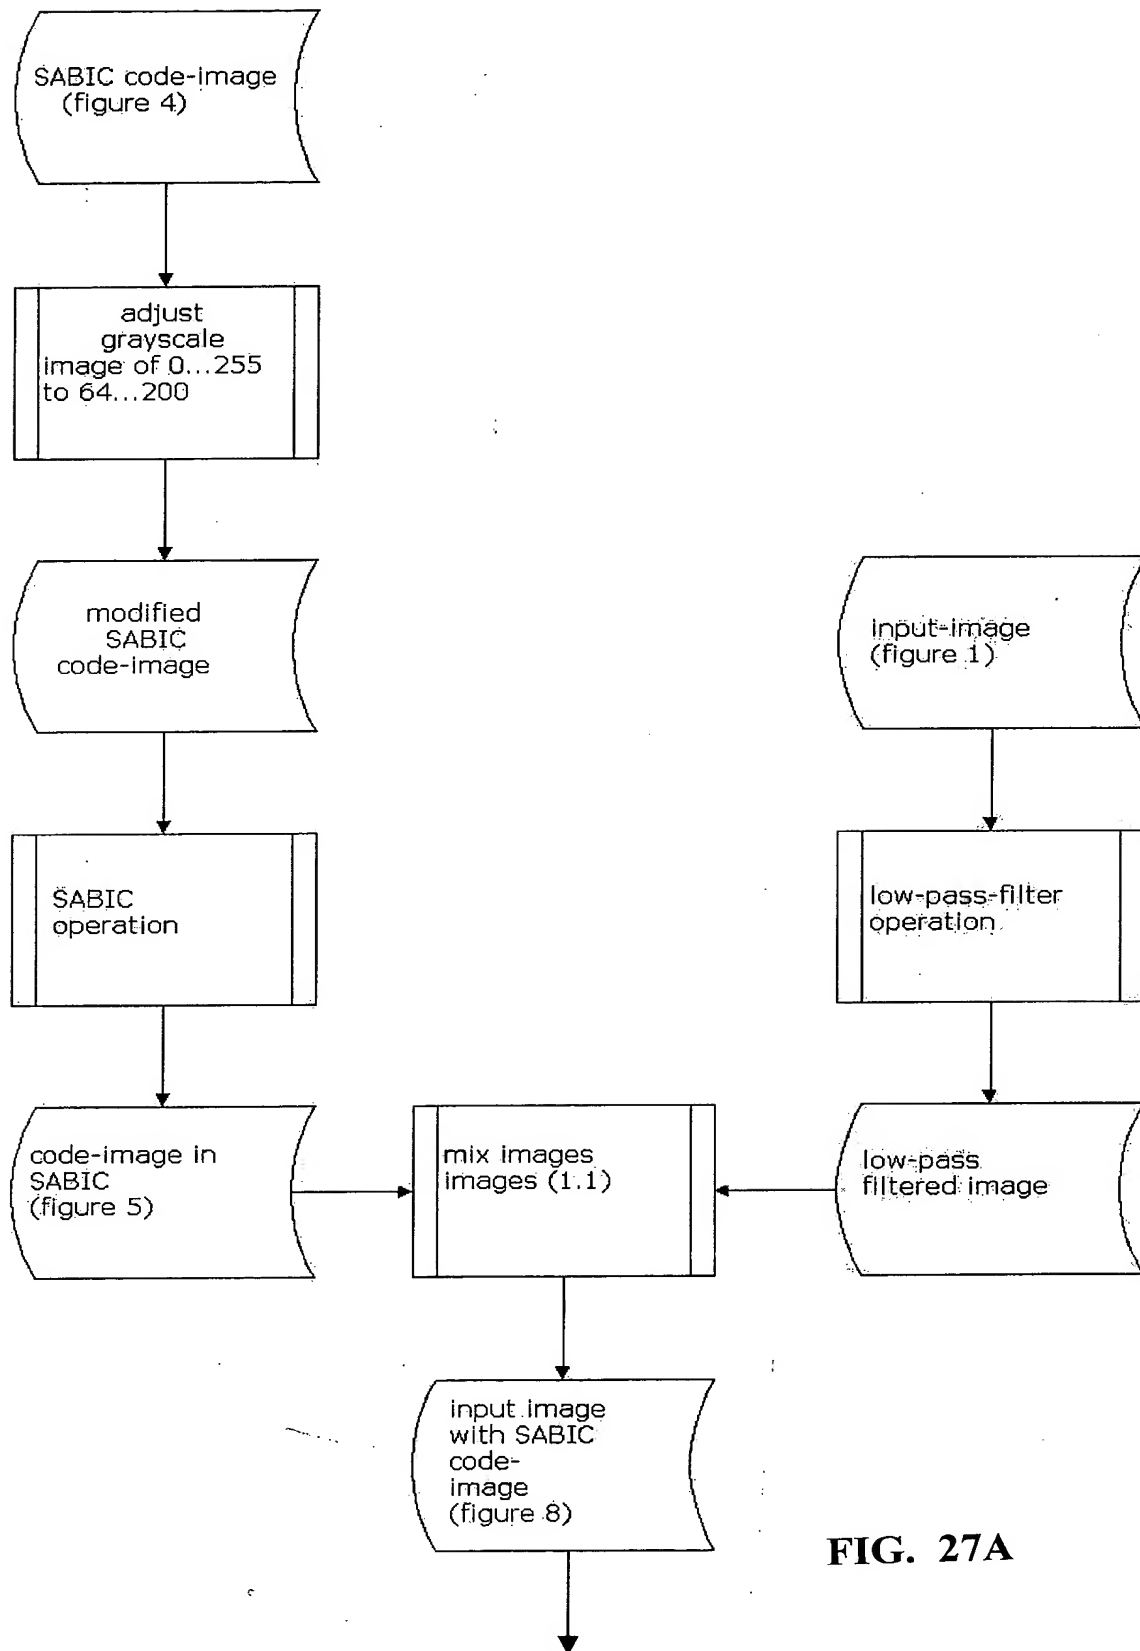 SABIC code-image
(figure 4)
adjust
grayscale
image of 0...255
to 64...200
modified
SABIC
code-image
input-image
(figure 1)
SABIC
operation
low-pass-filter
operation
code-image in
SABIC
(figure 5)
mix images
images (1.1)
low-pass
filtered image
input image
with SABIC
code-
image
(figure 8)
FIG. 27A